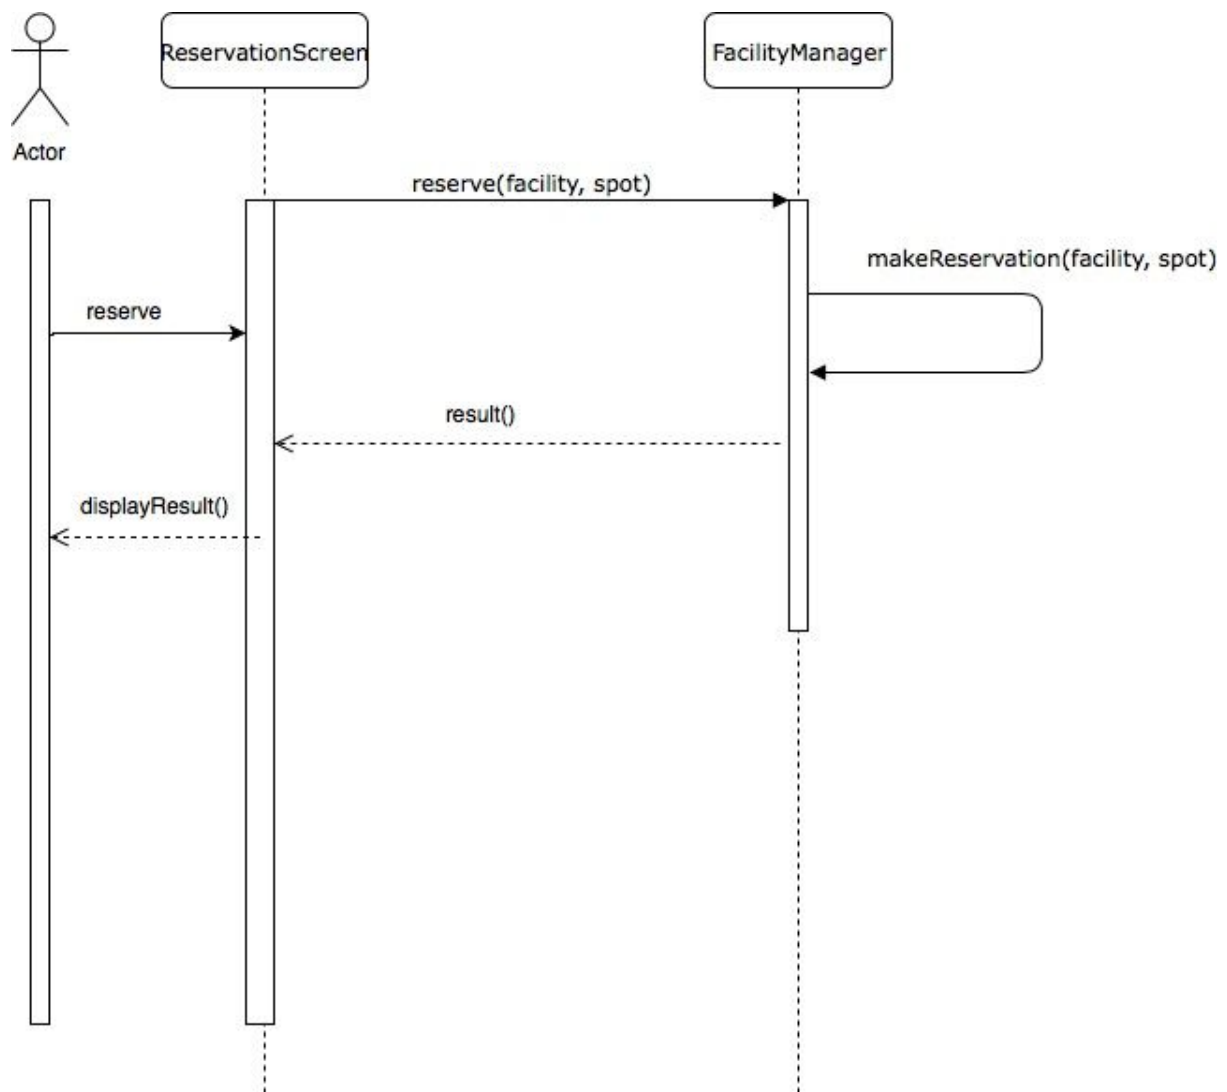 ReservationScreen
FacilityManager
Actor
reserve(facility, spot)
makeReservation(facility, spot)
reserve
result()
displayResult()